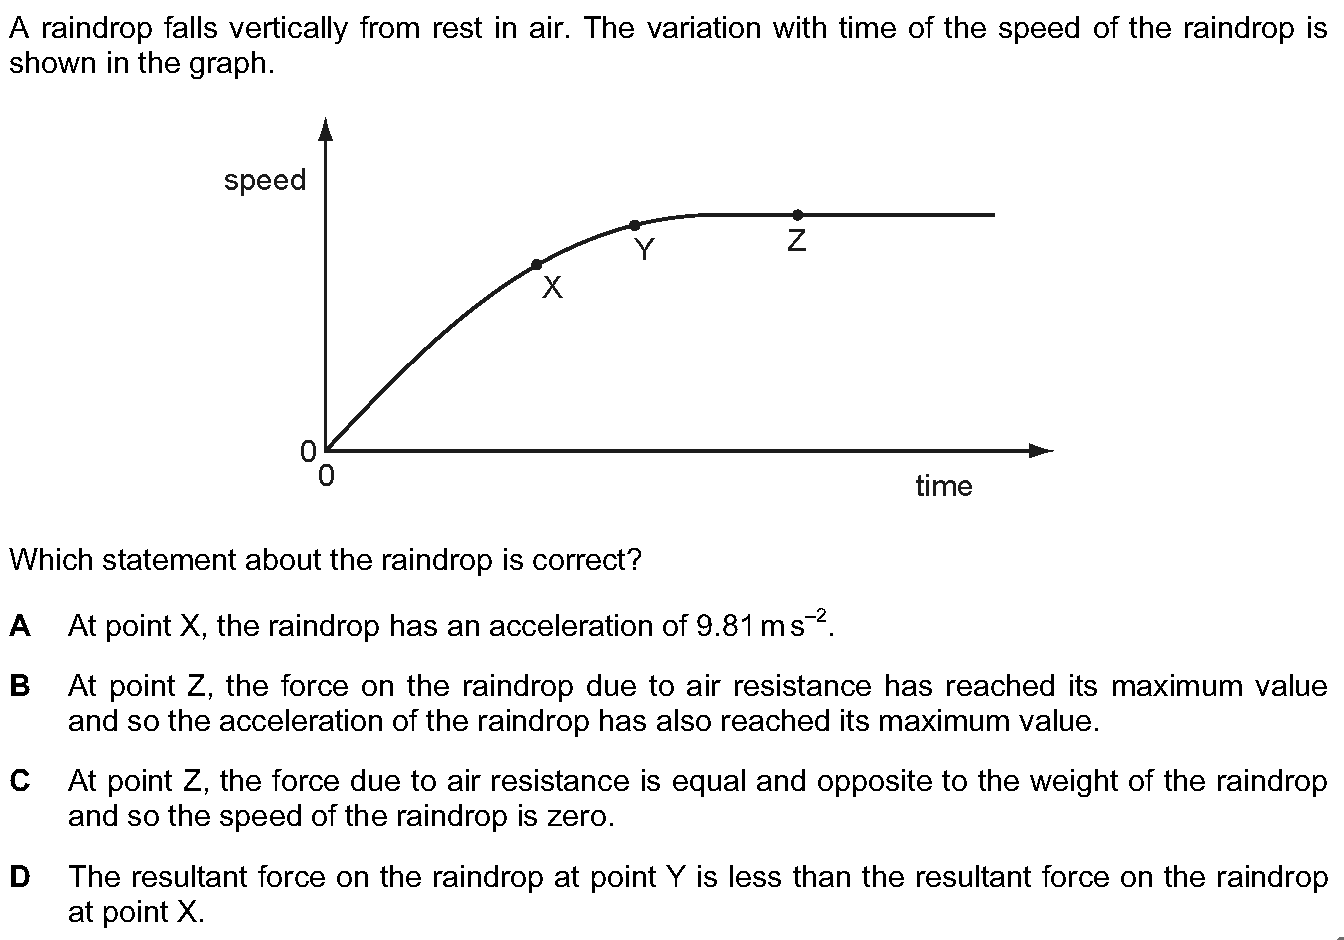 A raindrop falls vertically from rest in air. The variation with time of the speed of the raindrop is
shown in the graph.
speed
X
Y
Z
0
0
time
Which statement about the raindrop is correct?
A At point X, the raindrop has an acceleration of 9.81 m s⁻².
B At point Z, the force on the raindrop due to air resistance has reached its maximum value
and so the acceleration of the raindrop has also reached its maximum value.
C At point Z, the force due to air resistance is equal and opposite to the weight of the raindrop
and so the speed of the raindrop is zero.
D The resultant force on the raindrop at point Y is less than the resultant force on the raindrop
at point X.